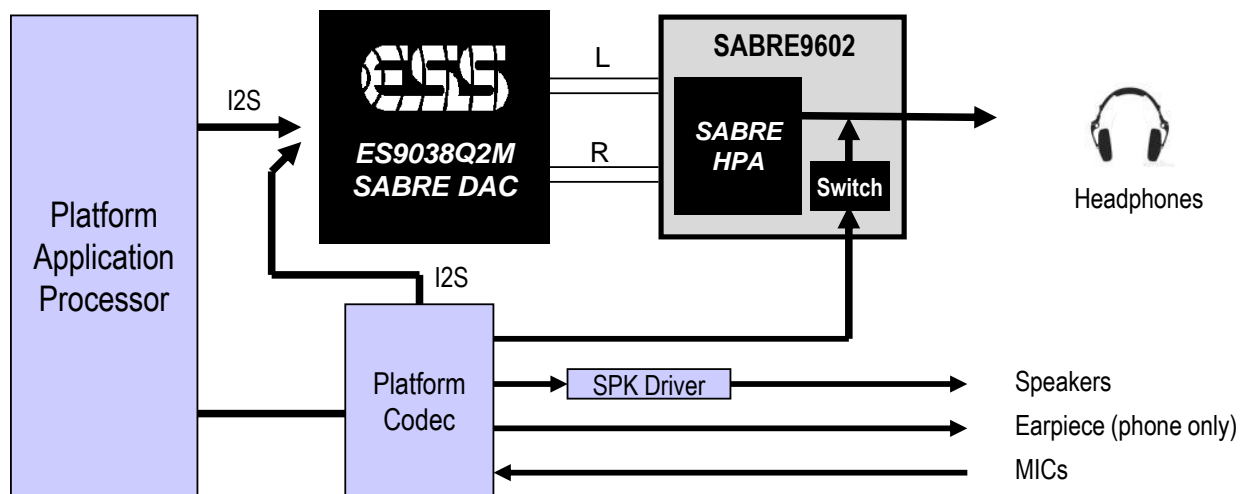 SABRE9602
ESS
L
I2S
SABRE
HPA
ES9038Q2M
SABRE DAC
R
Switch
Headphones
Platform
Application
Processor
I2S
Platform
Codec
SPK Driver
Speakers
Earpiece (phone only)
MICs